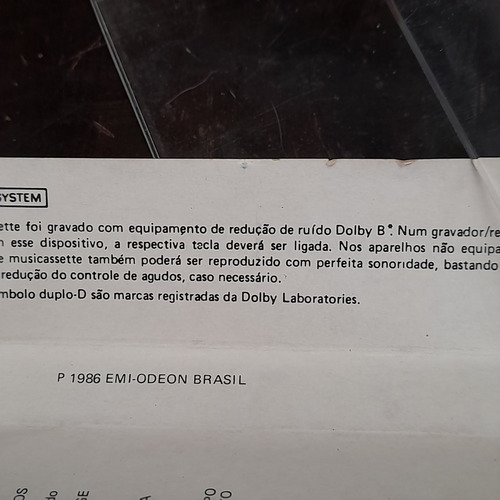 SYSTEM
ette foi gravado com equipamento de redução de ruído Dolby B*. Num gravador/re
n esse dispositivo, a respectiva tecla deverá ser ligada. Nos aparelhos não equipa
e musicassette também poderá ser reproduzido com perfeita sonoridade, bastando
redução do controle de agudos, caso necessário.
mbolo duplo-D são marcas registradas da Dolby Laboratories.
P 1986 EMI-ODEON BRASIL